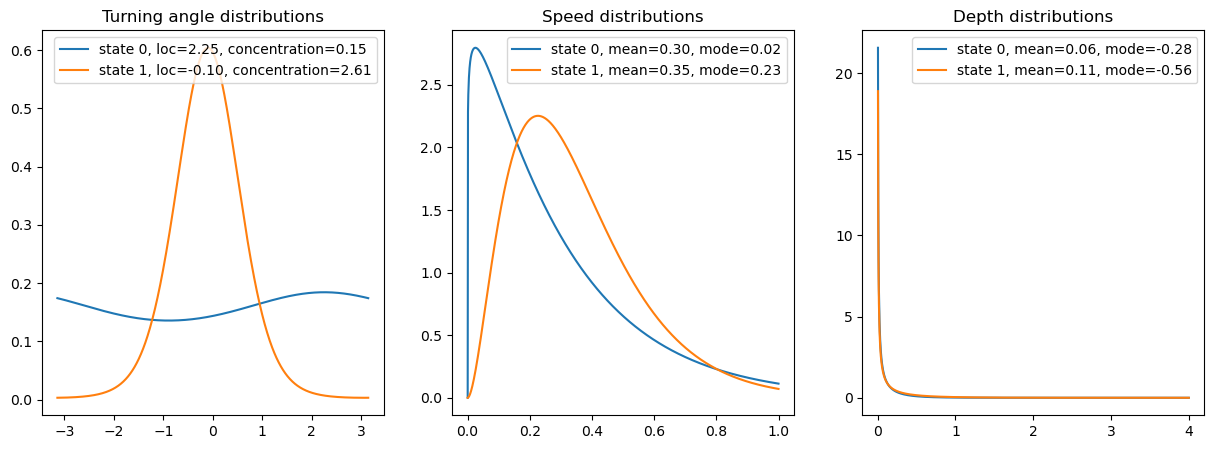 Turning angle distributions
state 0, loc=2.25, concentration=0.15
state 1, loc=-0.10, concentration=2.61
0.6
0.5
0.4
0.3
0.2
0.1
0.0
−3 −2 −1 0 1 2 3
Speed distributions
state 0, mean=0.30, mode=0.02
state 1, mean=0.35, mode=0.23
2.5
2.0
1.5
1.0
0.5
0.0
0.0 0.2 0.4 0.6 0.8 1.0
Depth distributions
state 0, mean=0.06, mode=-0.28
state 1, mean=0.11, mode=-0.56
20
15
10
5
0
0 1 2 3 4